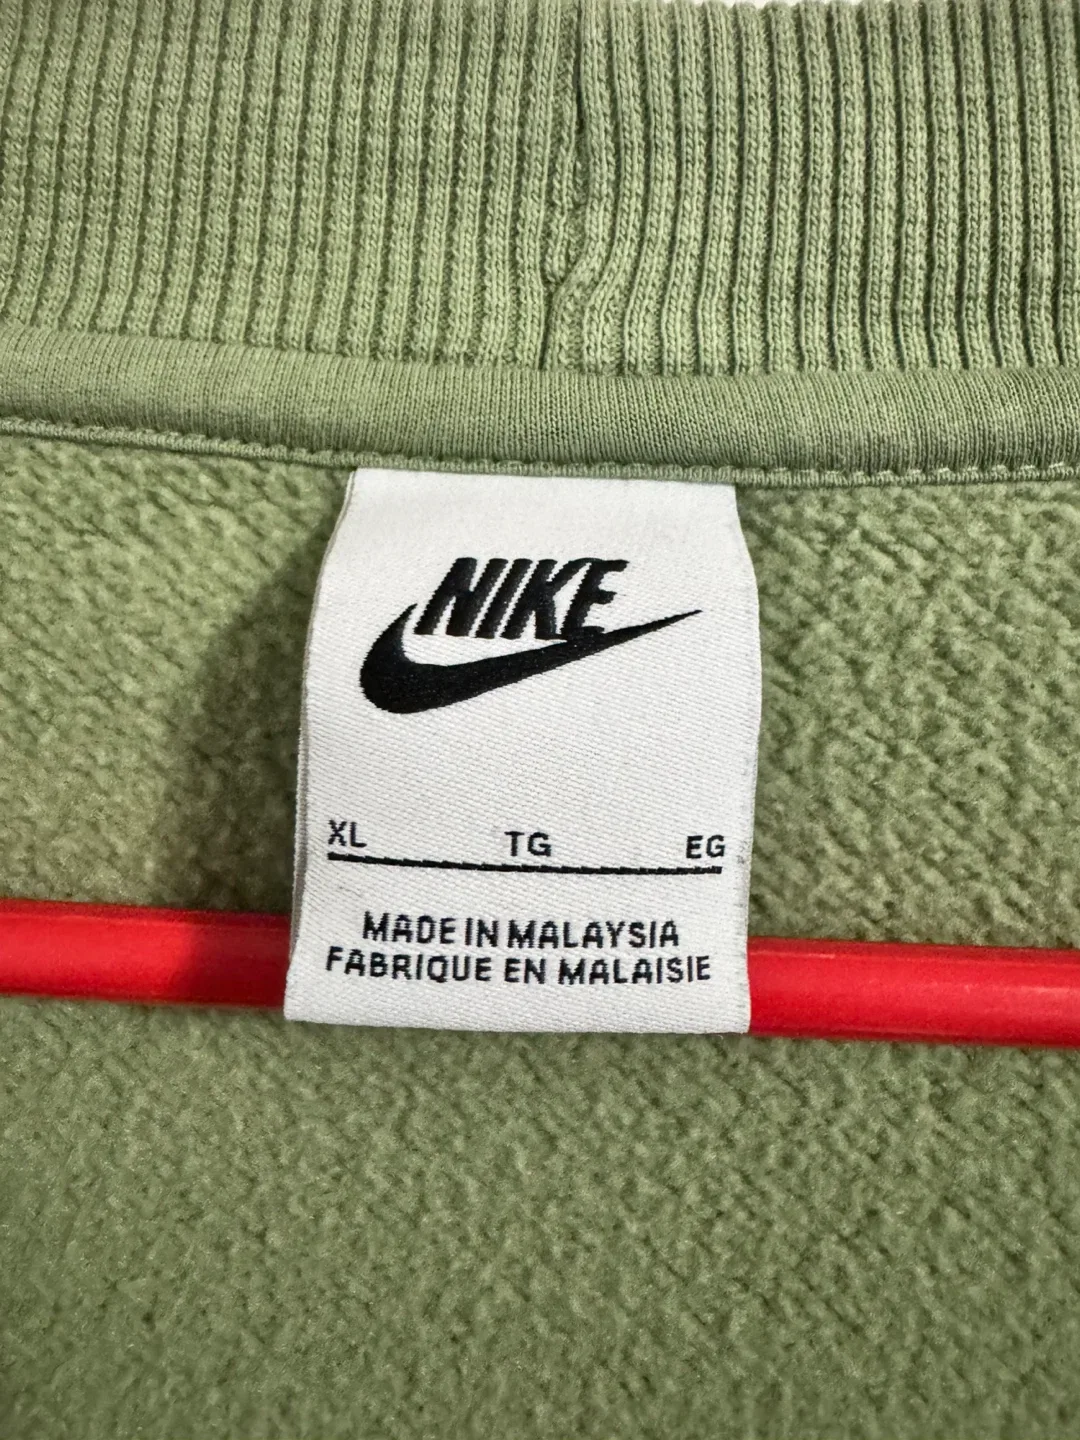 NIKE
XL TG EG
MADE IN MALAYSIA
FABRIQUE EN MALAISIE